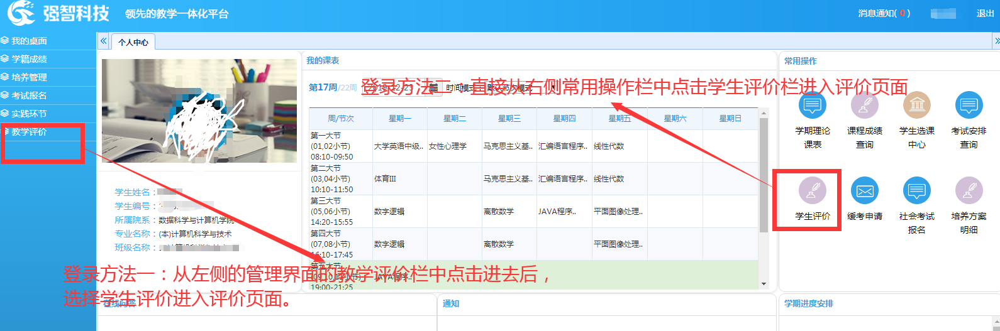 强智科技 领先的教学一体化平台 消息通知( 0 ) 退出
我的桌面
学籍成绩
培养管理
考试报名
实践环节
教学评价
个人中心
学生姓名：
学生编号：
所属院系：数据科学与计算机学院
专业名称：(本)计算机科学与技术
班级名称：
我的课表
第17周/22周 2019-12-23 时间模式：默认节次模式
登录方法二：直接从右侧常用操作栏中点击学生评价栏进入评价页面
周/节次 星期一 星期二 星期三 星期四 星期五 星期六 星期日
第一大节
(01,02小节) 大学英语中级.. 女性心理学 马克思主义基.. 汇编语言程序.. 线性代数
08:10-09:50
第二大节
(03,04小节) 体育III 马克思主义基.. 汇编语言程序.. 线性代数
10:10-11:50
第三大节
(05,06小节) 数字逻辑 离散数学 JAVA程序.. 平面图像处理..
14:20-15:55
第四大节
(07,08小节) 数字逻辑 离散数学 平面图像处理..
16:10-17:45
第五大节
JAVA程序..
19:00-21:25
登录方法一：从左侧的管理界面的教学评价栏中点击进去后，
选择学生评价进入评价页面。
常用操作
学期理论
课表
课程成绩
查询
学生选课
中心
考试安排
查询
学生评价
缓考申请
社会考试
报名
培养方案
明细
在线问答
通知
学期进度安排